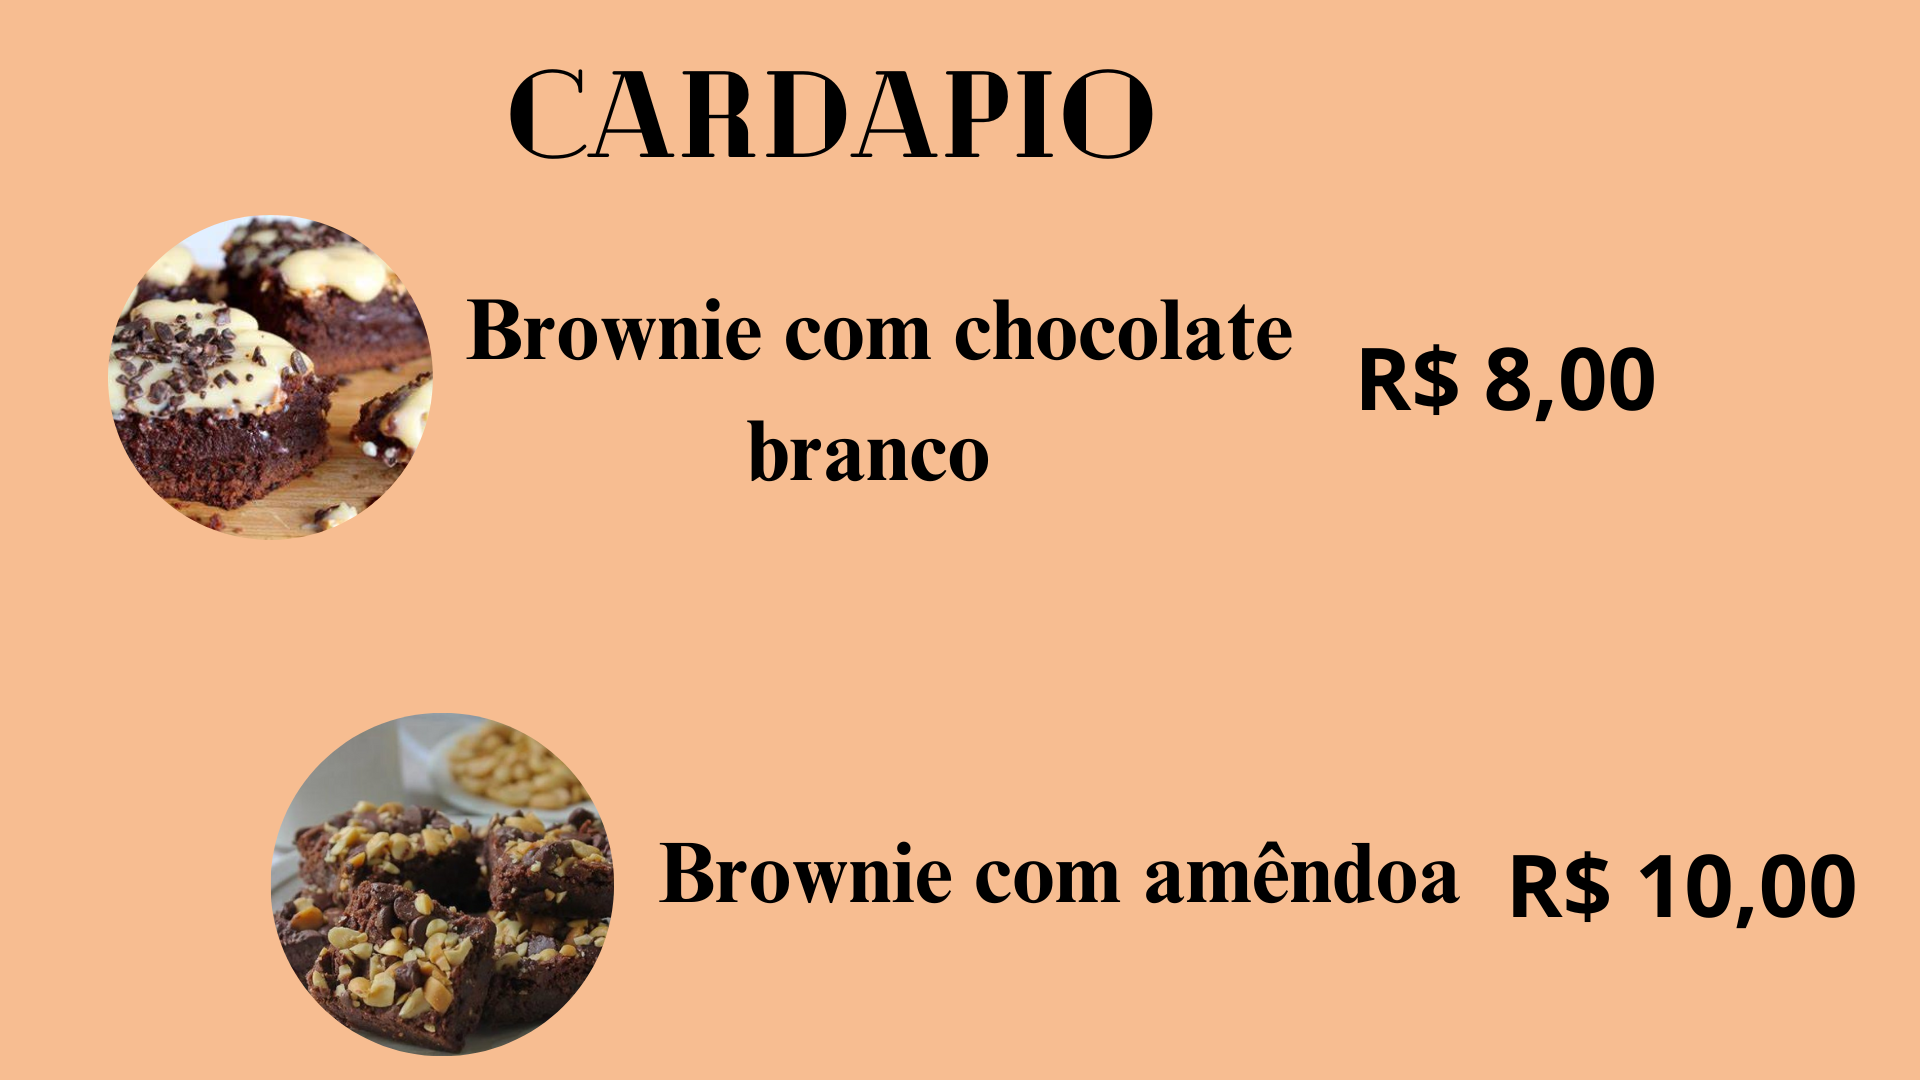 CARDAPIO
Brownie com chocolate
branco
R$ 8,00
Brownie com amêndoa
R$ 10,00